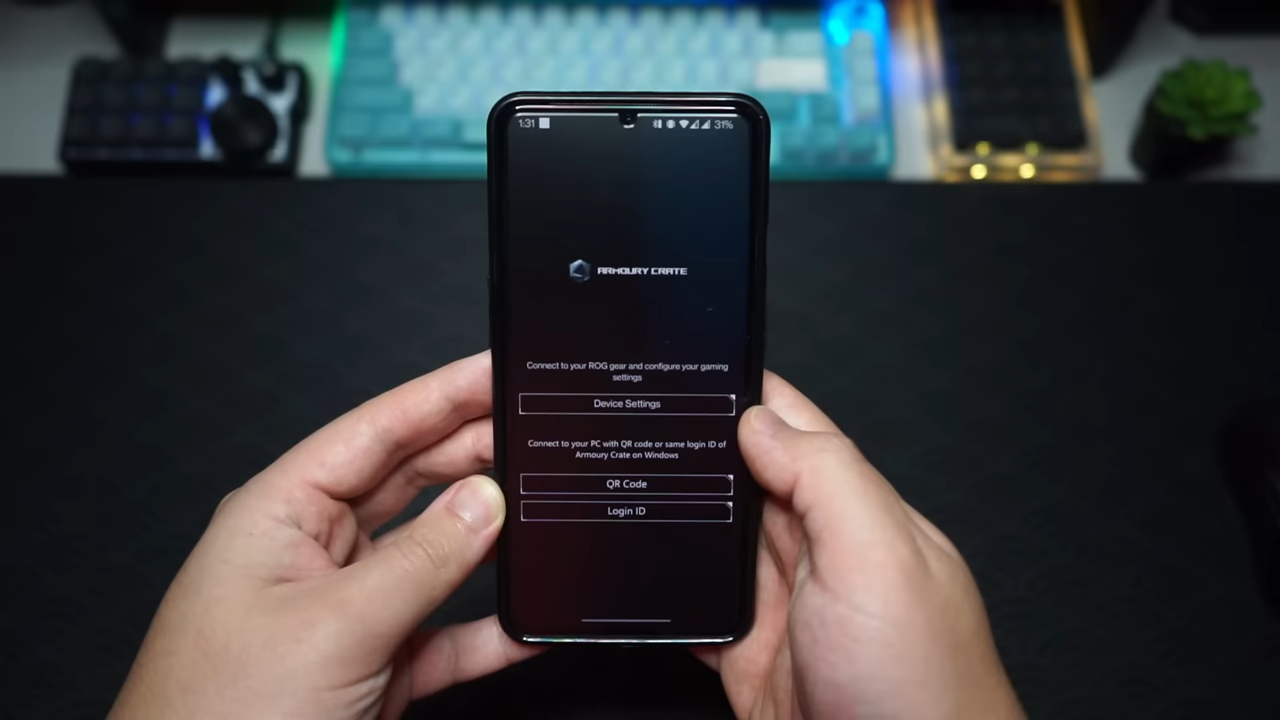 1:31 31%
ARMOURY CRATE
Connect to your ROG gear and configure your gaming
settings
Device Settings
Connect to your PC with QR code or same login ID of
Armoury Crate on Windows
QR Code
Login ID